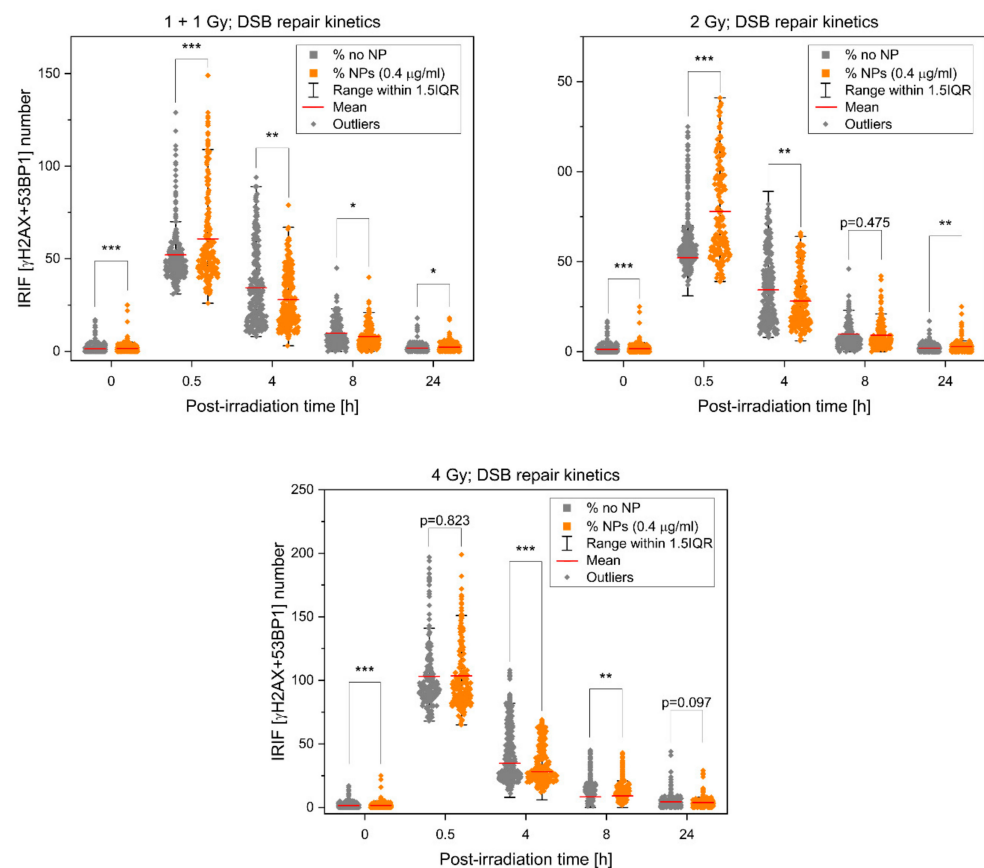 1 + 1 Gy; DSB repair kinetics
IRIF [γH2AX+53BP1] number
150
100
50
0
***
***
**
*
*
% no NP
% NPs (0.4 μg/ml)
Range within 1.5IQR
Mean
Outliers
0
0.5
4
8
24
Post-irradiation time [h]
2 Gy; DSB repair kinetics
50
00
50
00
***
***
**
p=0.475
**
% no NP
% NPs (0.4 μg/ml)
Range within 1.5IQR
Mean
Outliers
0
0.5
4
8
24
Post-irradiation time [h]
4 Gy; DSB repair kinetics
IRIF [γH2AX+53BP1] number
250
200
150
100
50
0
***
p=0.823
***
**
p=0.097
% no NP
% NPs (0.4 μg/ml)
Range within 1.5IQR
Mean
Outliers
0
0.5
4
8
24
Post-irradiation time [h]